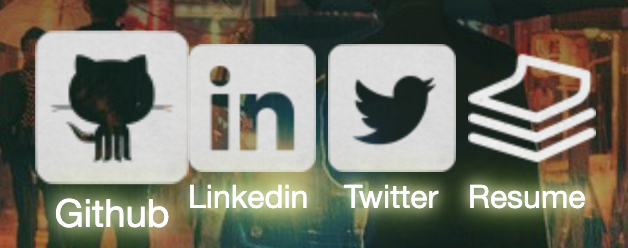 in
Github
Linkedin
Twitter
Resume